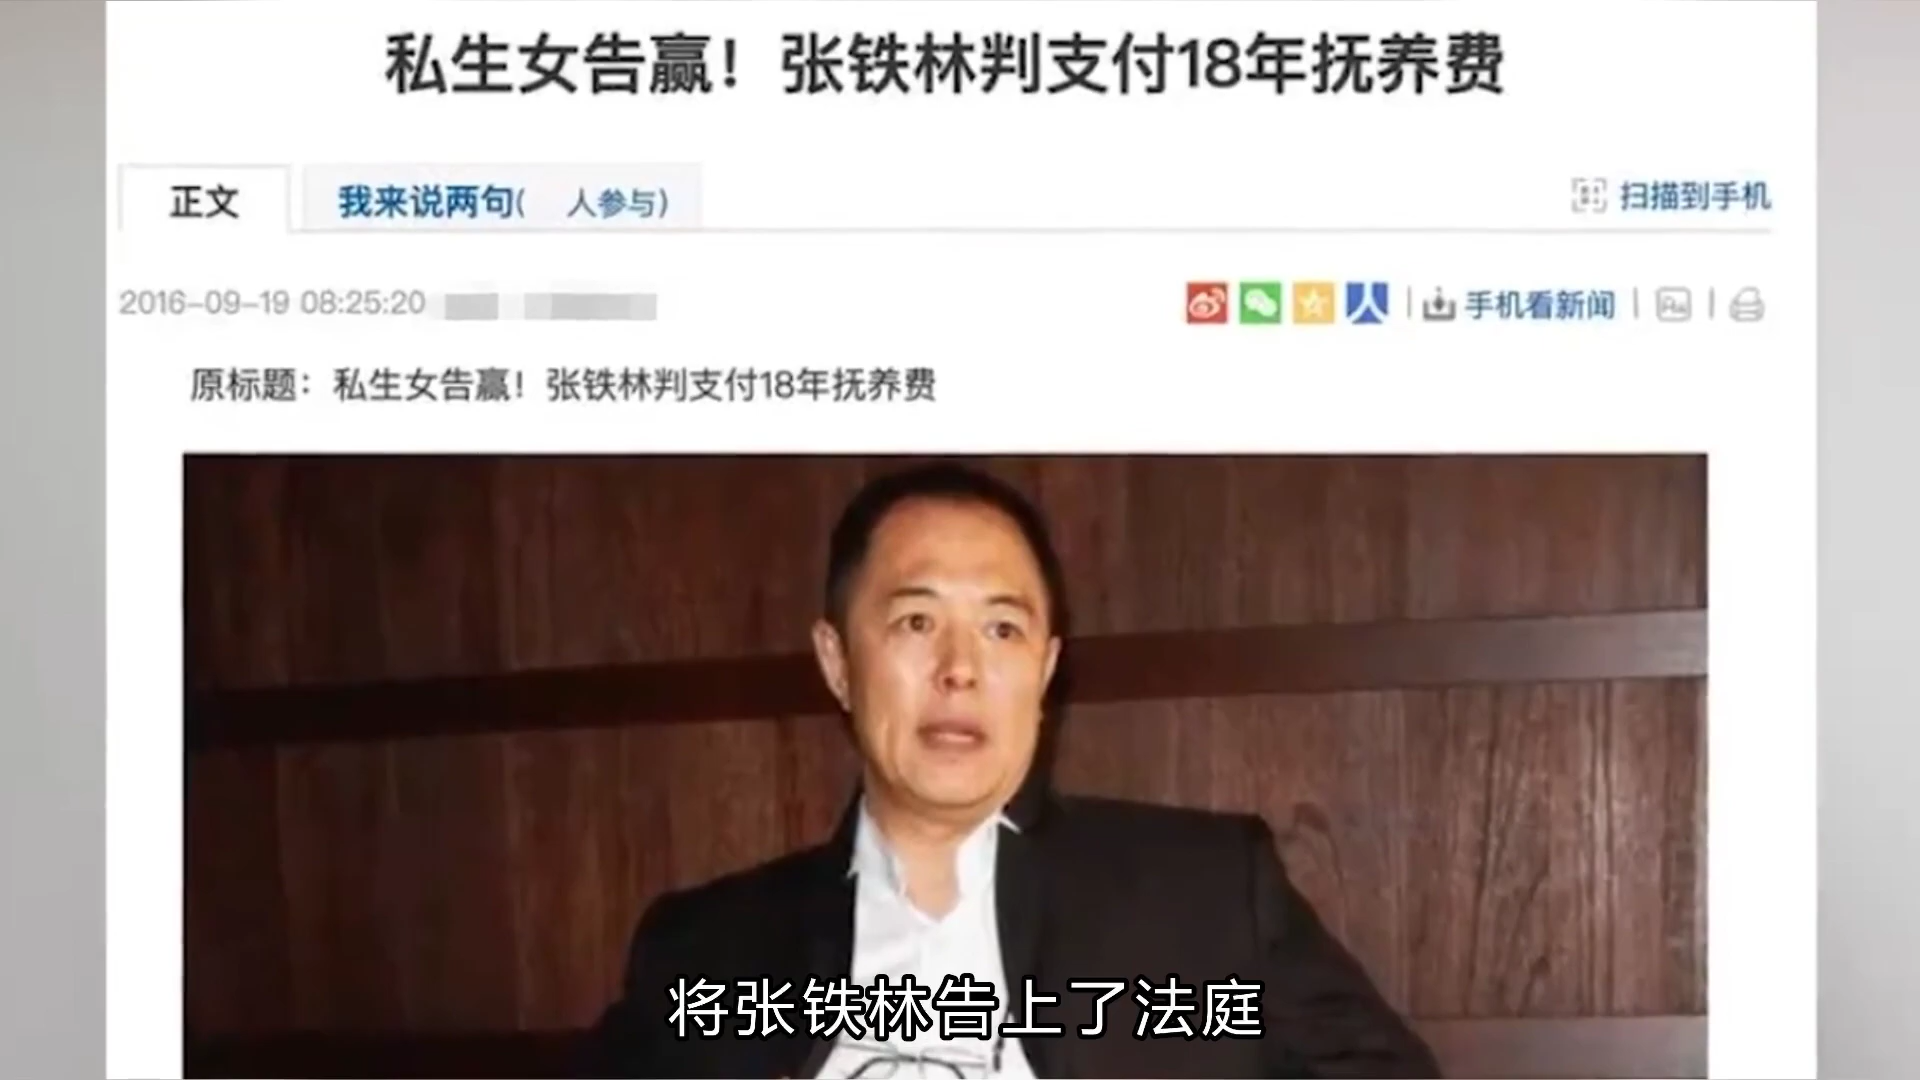 私生女告赢！张铁林判支付18年抚养费
正文
我来说两句( 人参与)
扫描到手机
2016-09-19 08:25:20
手机看新闻
原标题：私生女告赢！张铁林判支付18年抚养费
将张铁林告上了法庭